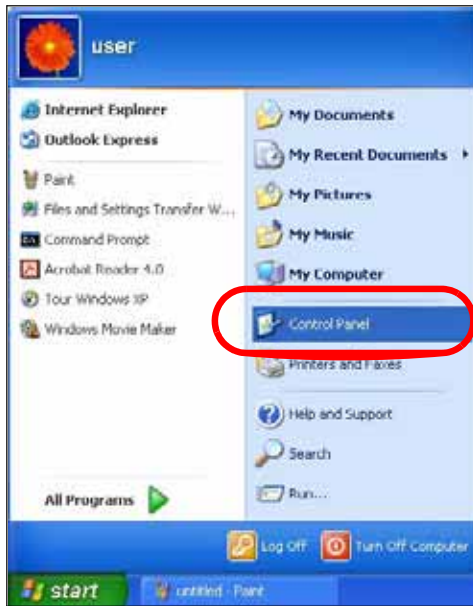 user
Internet Explorer
Outlook Express
Paint
Files and Settings Transfer W...
Command Prompt
Acrobat Reader 4.0
Tour Windows XP
Windows Movie Maker
All Programs
My Documents
My Recent Documents
My Pictures
My Music
My Computer
Control Panel
Printers and Faxes
Help and Support
Search
Run...
Log Off
Turn Off Computer
start
untitled - Paint